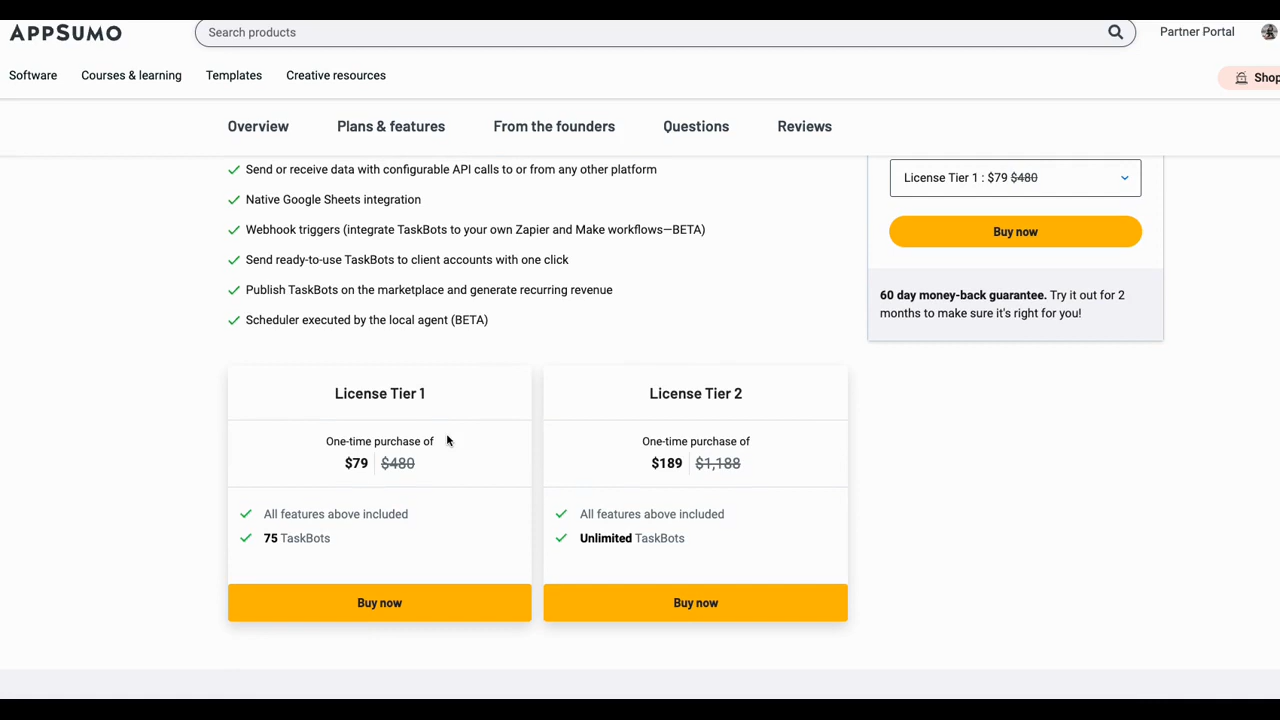 APPSUMO
Search products
Partner Portal
Software
Courses & learning
Templates
Creative resources
Shop
Overview
Plans & features
From the founders
Questions
Reviews
Send or receive data with configurable API calls to or from any other platform
Native Google Sheets integration
Webhook triggers (integrate TaskBots to your own Zapier and Make workflows—BETA)
Send ready-to-use TaskBots to client accounts with one click
Publish TaskBots on the marketplace and generate recurring revenue
Scheduler executed by the local agent (BETA)
License Tier 1 : $79 $480
Buy now
60 day money-back guarantee. Try it out for 2
months to make sure it's right for you!
License Tier 1
One-time purchase of
$79 $480
All features above included
75 TaskBots
Buy now
License Tier 2
One-time purchase of
$189 $1,188
All features above included
Unlimited TaskBots
Buy now